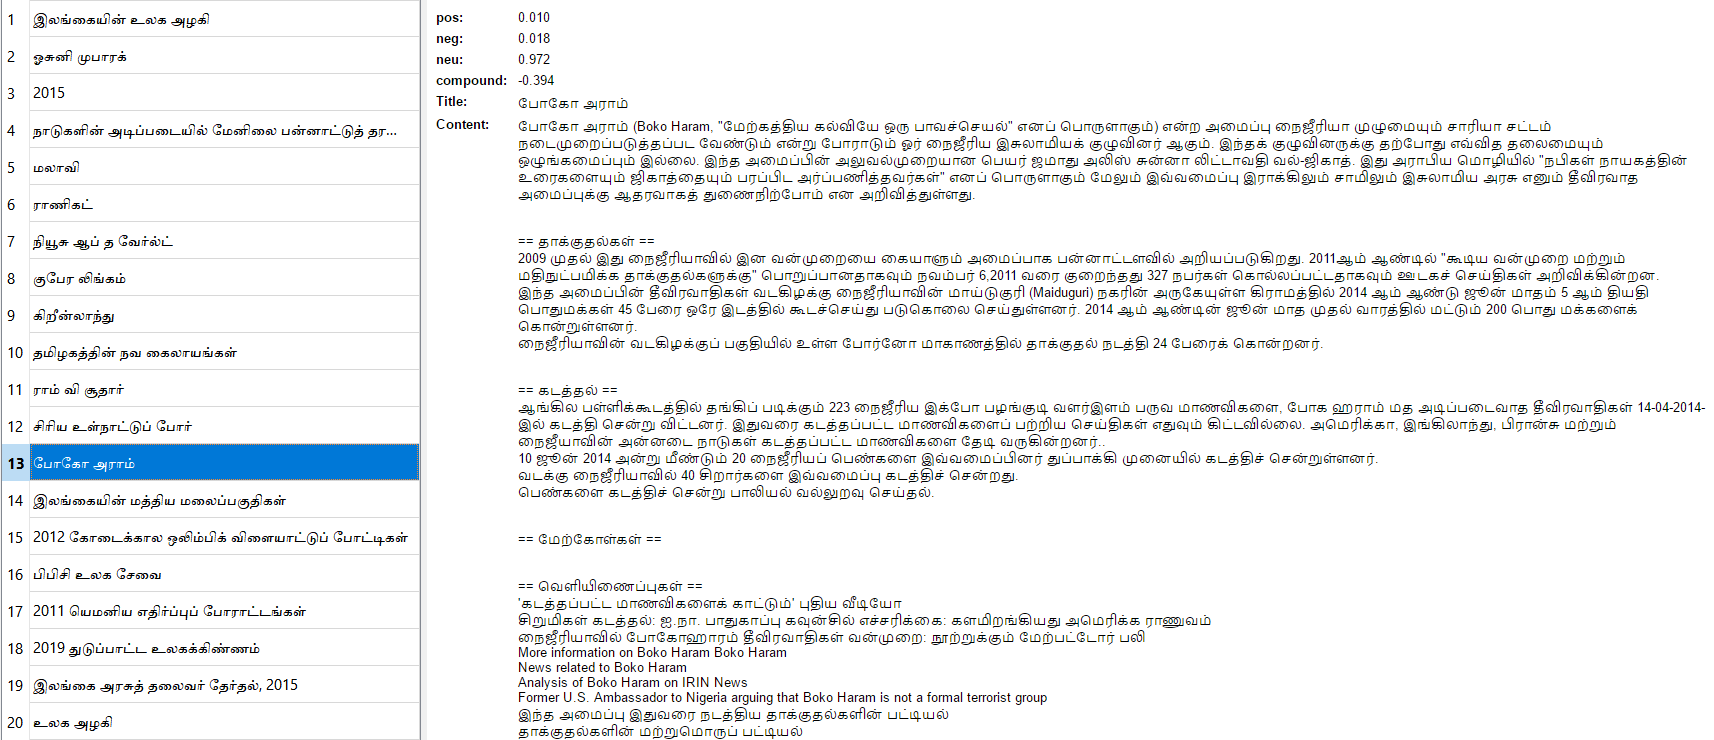 1 இலங்கையின் உலக அழகி
2 ஓசுனி முபாரக்
3 2015
4 நாடுகளின் அடிப்படையில் மேனிலை பன்னாட்டுத் தர...
5 மலாவி
6 ராணிகட்
7 நியூசு ஆப் த வேர்ல்ட்
8 குபேர லிங்கம்
9 கிறீன்லாந்து
10 தமிழகத்தின் நவ கைலாயங்கள்
11 ராம் வி சூதார்
12 சிரிய உள்நாட்டுப் போர்
13 போகோ அராம்
14 இலங்கையின் மத்திய மலைப்பகுதிகள்
15 2012 கோடைக்கால ஒலிம்பிக் விளையாட்டுப் போட்டிகள்
16 பிபிசி உலக சேவை
17 2011 யெமனிய எதிர்ப்புப் போராட்டங்கள்
18 2019 துடுப்பாட்ட உலகக்கிண்ணம்
19 இலங்கை அரசுத் தலைவர் தேர்தல், 2015
20 உலக அழகி
pos: 0.010
neg: 0.018
neu: 0.972
compound: -0.394
Title: போகோ அராம்
Content: போகோ அராம் (Boko Haram, "மேற்கத்திய கல்வியே ஒரு பாவச்செயல்" எனப் பொருளாகும்) என்ற அமைப்பு நைஜீரியா முழுமையும் சாரியா சட்டம்
நடைமுறைப்படுத்தப்பட வேண்டும் என்று போராடும் ஓர் நைஜீரிய இசுலாமியக் குழுவினர் ஆகும். இந்தக் குழுவினருக்கு தற்போது எவ்வித தலைமையும்
ஒழுங்கமைப்பும் இல்லை. இந்த அமைப்பின் அலுவல்முறையான பெயர் ஜமாது அலிஸ் சுன்னா லிட்டாவதி வல்-ஜிகாத். இது அராபிய மொழியில் "நபிகள் நாயகத்தின்
உரைகளையும் ஜிகாத்தையும் பரப்பிட அர்ப்பணித்தவர்கள்" எனப் பொருளாகும் மேலும் இவ்வமைப்பு இராக்கிலும் சாமிலும் இசுலாமிய அரசு எனும் தீவிரவாத
அமைப்புக்கு ஆதரவாகத் துணைநிற்போம் என அறிவித்துள்ளது.
== தாக்குதல்கள் ==
2009 முதல் இது நைஜீரியாவில் இன வன்முறையை கையாளும் அமைப்பாக பன்னாட்டளவில் அறியப்படுகிறது. 2011ஆம் ஆண்டில் "கூடிய வன்முறை மற்றும்
மதிநுட்பமிக்க தாக்குதல்களுக்கு" பொறுப்பானதாகவும் நவம்பர் 6,2011 வரை குறைந்தது 327 நபர்கள் கொல்லப்பட்டதாகவும் ஊடகச் செய்திகள் அறிவிக்கின்றன.
இந்த அமைப்பின் தீவிரவாதிகள் வடகிழக்கு நைஜீரியாவின் மாய்டுகுரி (Maiduguri) நகரின் அருகேயுள்ள கிராமத்தில் 2014 ஆம் ஆண்டு ஜூன் மாதம் 5 ஆம் தியதி
பொதுமக்கள் 45 பேரை ஒரே இடத்தில் கூடச்செய்து படுகொலை செய்துள்ளனர். 2014 ஆம் ஆண்டின் ஜூன் மாத முதல் வாரத்தில் மட்டும் 200 பொது மக்களைக்
கொன்றுள்ளனர்.
நைஜீரியாவின் வடகிழக்குப் பகுதியில் உள்ள போர்னோ மாகாணத்தில் தாக்குதல் நடத்தி 24 பேரைக் கொன்றனர்.
== கடத்தல் ==
ஆங்கில பள்ளிக்கூடத்தில் தங்கிப் படிக்கும் 223 நைஜீரிய இக்போ பழங்குடி வளர்இளம் பருவ மாணவிகளை, போக ஹராம் மத அடிப்படைவாத தீவிரவாதிகள் 14-04-2014-
இல் கடத்தி சென்று விட்டனர். இதுவரை கடத்தப்பட்ட மாணவிகளைப் பற்றிய செய்திகள் எதுவும் கிட்டவில்லை. அமெரிக்கா, இங்கிலாந்து, பிரான்சு மற்றும்
நைஜீயாவின் அன்னடை நாடுகள் கடத்தப்பட்ட மாணவிகளை தேடி வருகின்றனர்..
10 ஜூன் 2014 அன்று மீண்டும் 20 நைஜீரியப் பெண்களை இவ்வமைப்பினர் துப்பாக்கி முனையில் கடத்திச் சென்றுள்ளனர்.
வடக்கு நைஜீரியாவில் 40 சிறார்களை இவ்வமைப்பு கடத்திச் சென்றது.
பெண்களை கடத்திச் சென்று பாலியல் வல்லுறவு செய்தல்.
== மேற்கோள்கள் ==
== வெளியிணைப்புகள் ==
'கடத்தப்பட்ட மாணவிகளைக் காட்டும்' புதிய வீடியோ
சிறுமிகள் கடத்தல்: ஐ.நா. பாதுகாப்பு கவுன்சில் எச்சரிக்கை: களமிறங்கியது அமெரிக்க ராணுவம்
நைஜீரியாவில் போகோஹாரம் தீவிரவாதிகள் வன்முறை: நூற்றுக்கும் மேற்பட்டோர் பலி
More information on Boko Haram Boko Haram
News related to Boko Haram
Analysis of Boko Haram on IRIN News
Former U.S. Ambassador to Nigeria arguing that Boko Haram is not a formal terrorist group
இந்த அமைப்பு இதுவரை நடத்திய தாக்குதல்களின் பட்டியல்
தாக்குதல்களின் மற்றுமொருப் பட்டியல்